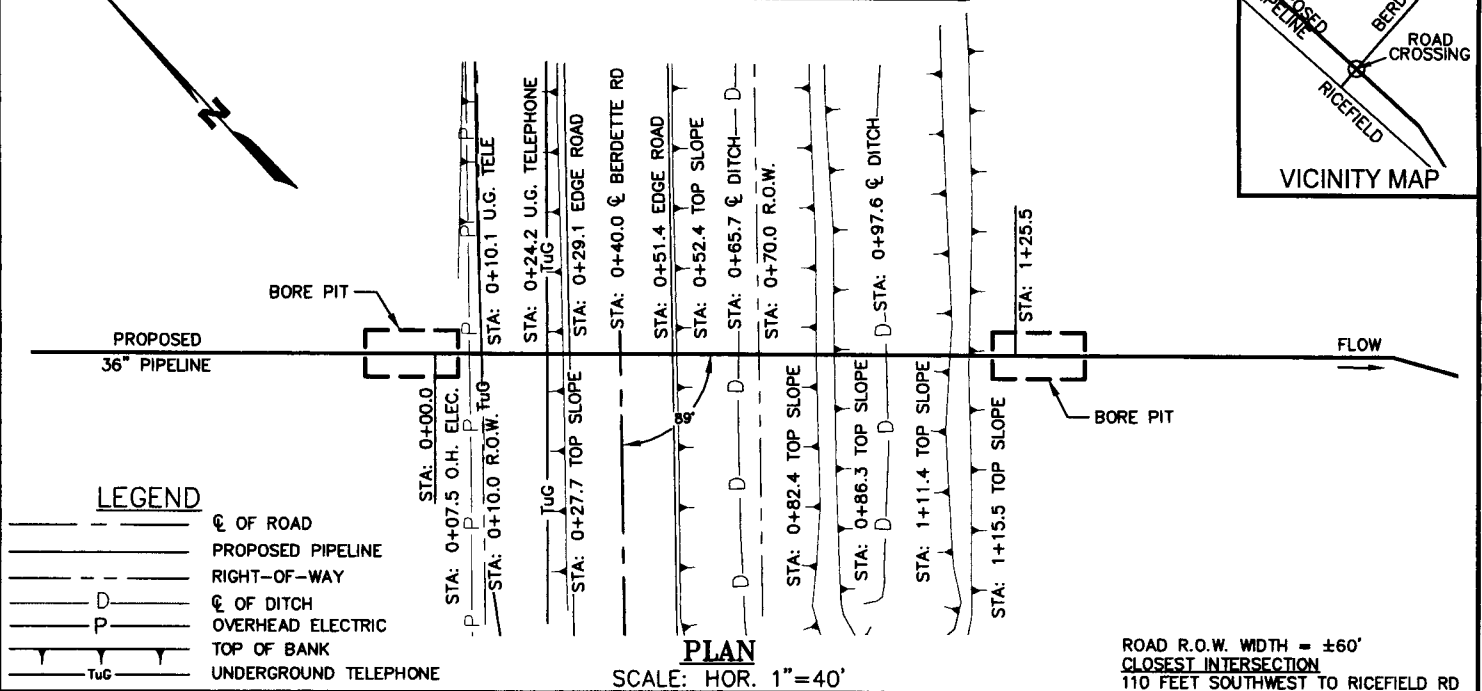 N
PROPOSED
PIPELINE
ROAD
CROSSING
RICEFIELD
VICINITY MAP
STA: 0+10.1 U.G. TELE
STA: 0+24.2 U.G. TELEPHONE
STA: 0+29.1 EDGE ROAD
STA: 0+40.0 ℄ BERDETTE RD
STA: 0+51.4 EDGE ROAD
STA: 0+52.4 TOP SLOPE
STA: 0+65.7 ℄ DITCH
STA: 0+70.0 R.O.W.
STA: 0+97.6 ℄ DITCH
STA: 1+25.5
P
P
P
TuG
D
D
D
BORE PIT
PROPOSED
36" PIPELINE
FLOW
BORE PIT
89°
STA: 0+00.0
STA: 0+07.5 O.H. ELEC.
STA: 0+10.0 R.O.W.
STA: 0+27.7 TOP SLOPE
STA: 0+82.4 TOP SLOPE
STA: 0+86.3 TOP SLOPE
STA: 1+11.4 TOP SLOPE
STA: 1+15.5 TOP SLOPE
TuG
TuG
P
P
P
D
D
D
D
D
LEGEND
℄ OF ROAD
PROPOSED PIPELINE
RIGHT-OF-WAY
D ℄ OF DITCH
P OVERHEAD ELECTRIC
TOP OF BANK
TuG UNDERGROUND TELEPHONE
PLAN
SCALE: HOR. 1"=40'
ROAD R.O.W. WIDTH = ±60'
CLOSEST INTERSECTION
110 FEET SOUTHWEST TO RICEFIELD RD